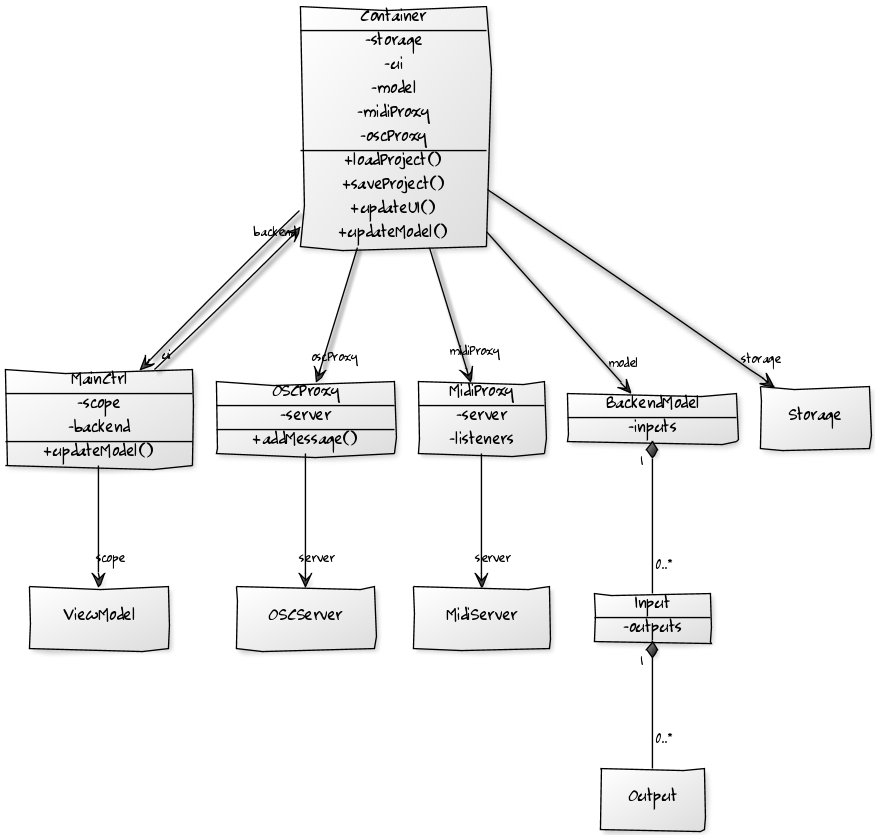 Container
-storage
-ui
-model
-midiProxy
-oscProxy
+loadProject()
+saveProject()
+updateUI()
+updateModel()
backend
ui
oscProxy
midiProxy
model
storage
MainCtrl
-scope
-backend
+updateModel()
OSCProxy
-server
+addMessage()
MidiProxy
-server
-listeners
BackendModel
-inputs
Storage
1
scope
server
server
0..*
ViewModel
OSCServer
MidiServer
Input
-outputs
1
0..*
Output